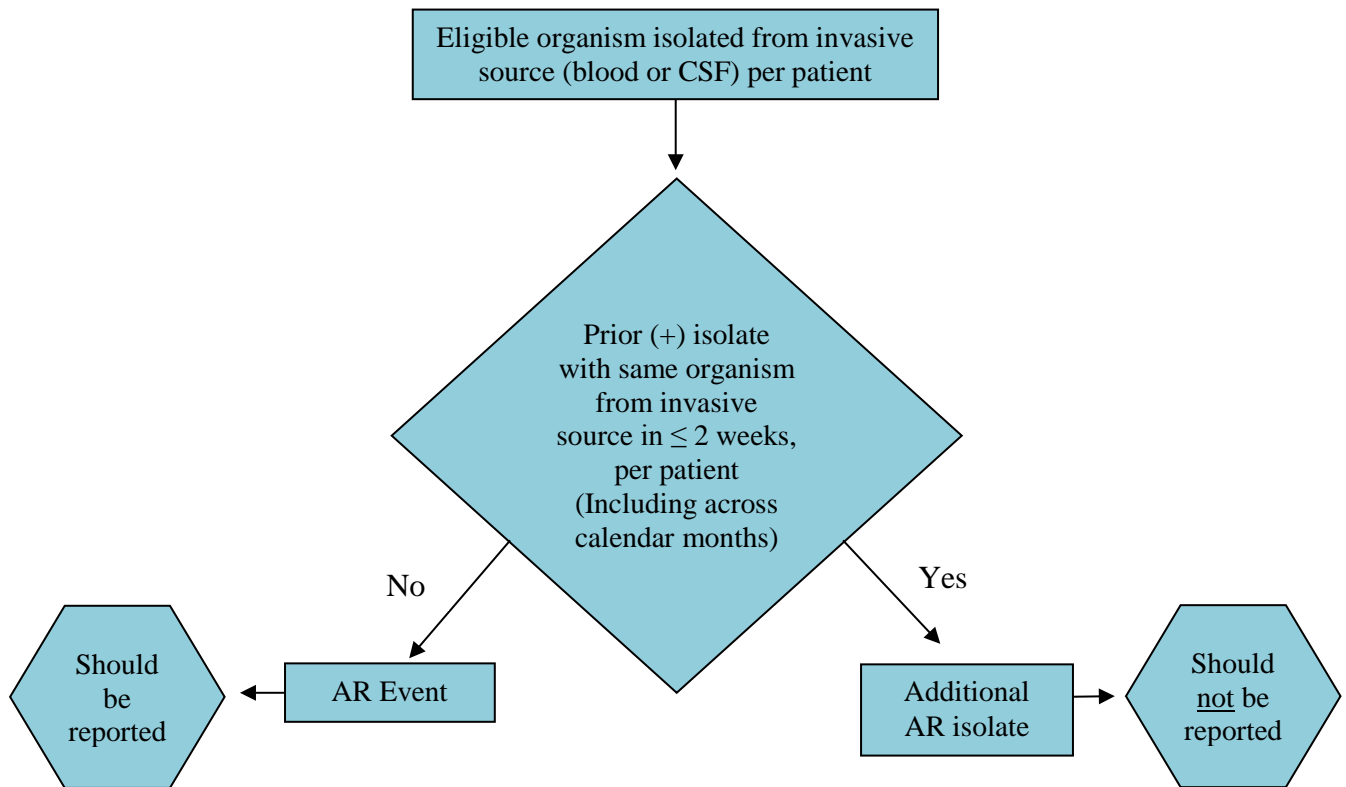 Eligible organism isolated from invasive
source (blood or CSF) per patient
Prior (+) isolate
with same organism
from invasive
source in ≤ 2 weeks,
per patient
(Including across
calendar months)
No
Yes
Should
be
reported
AR Event
Additional
AR isolate
Should
not be
reported